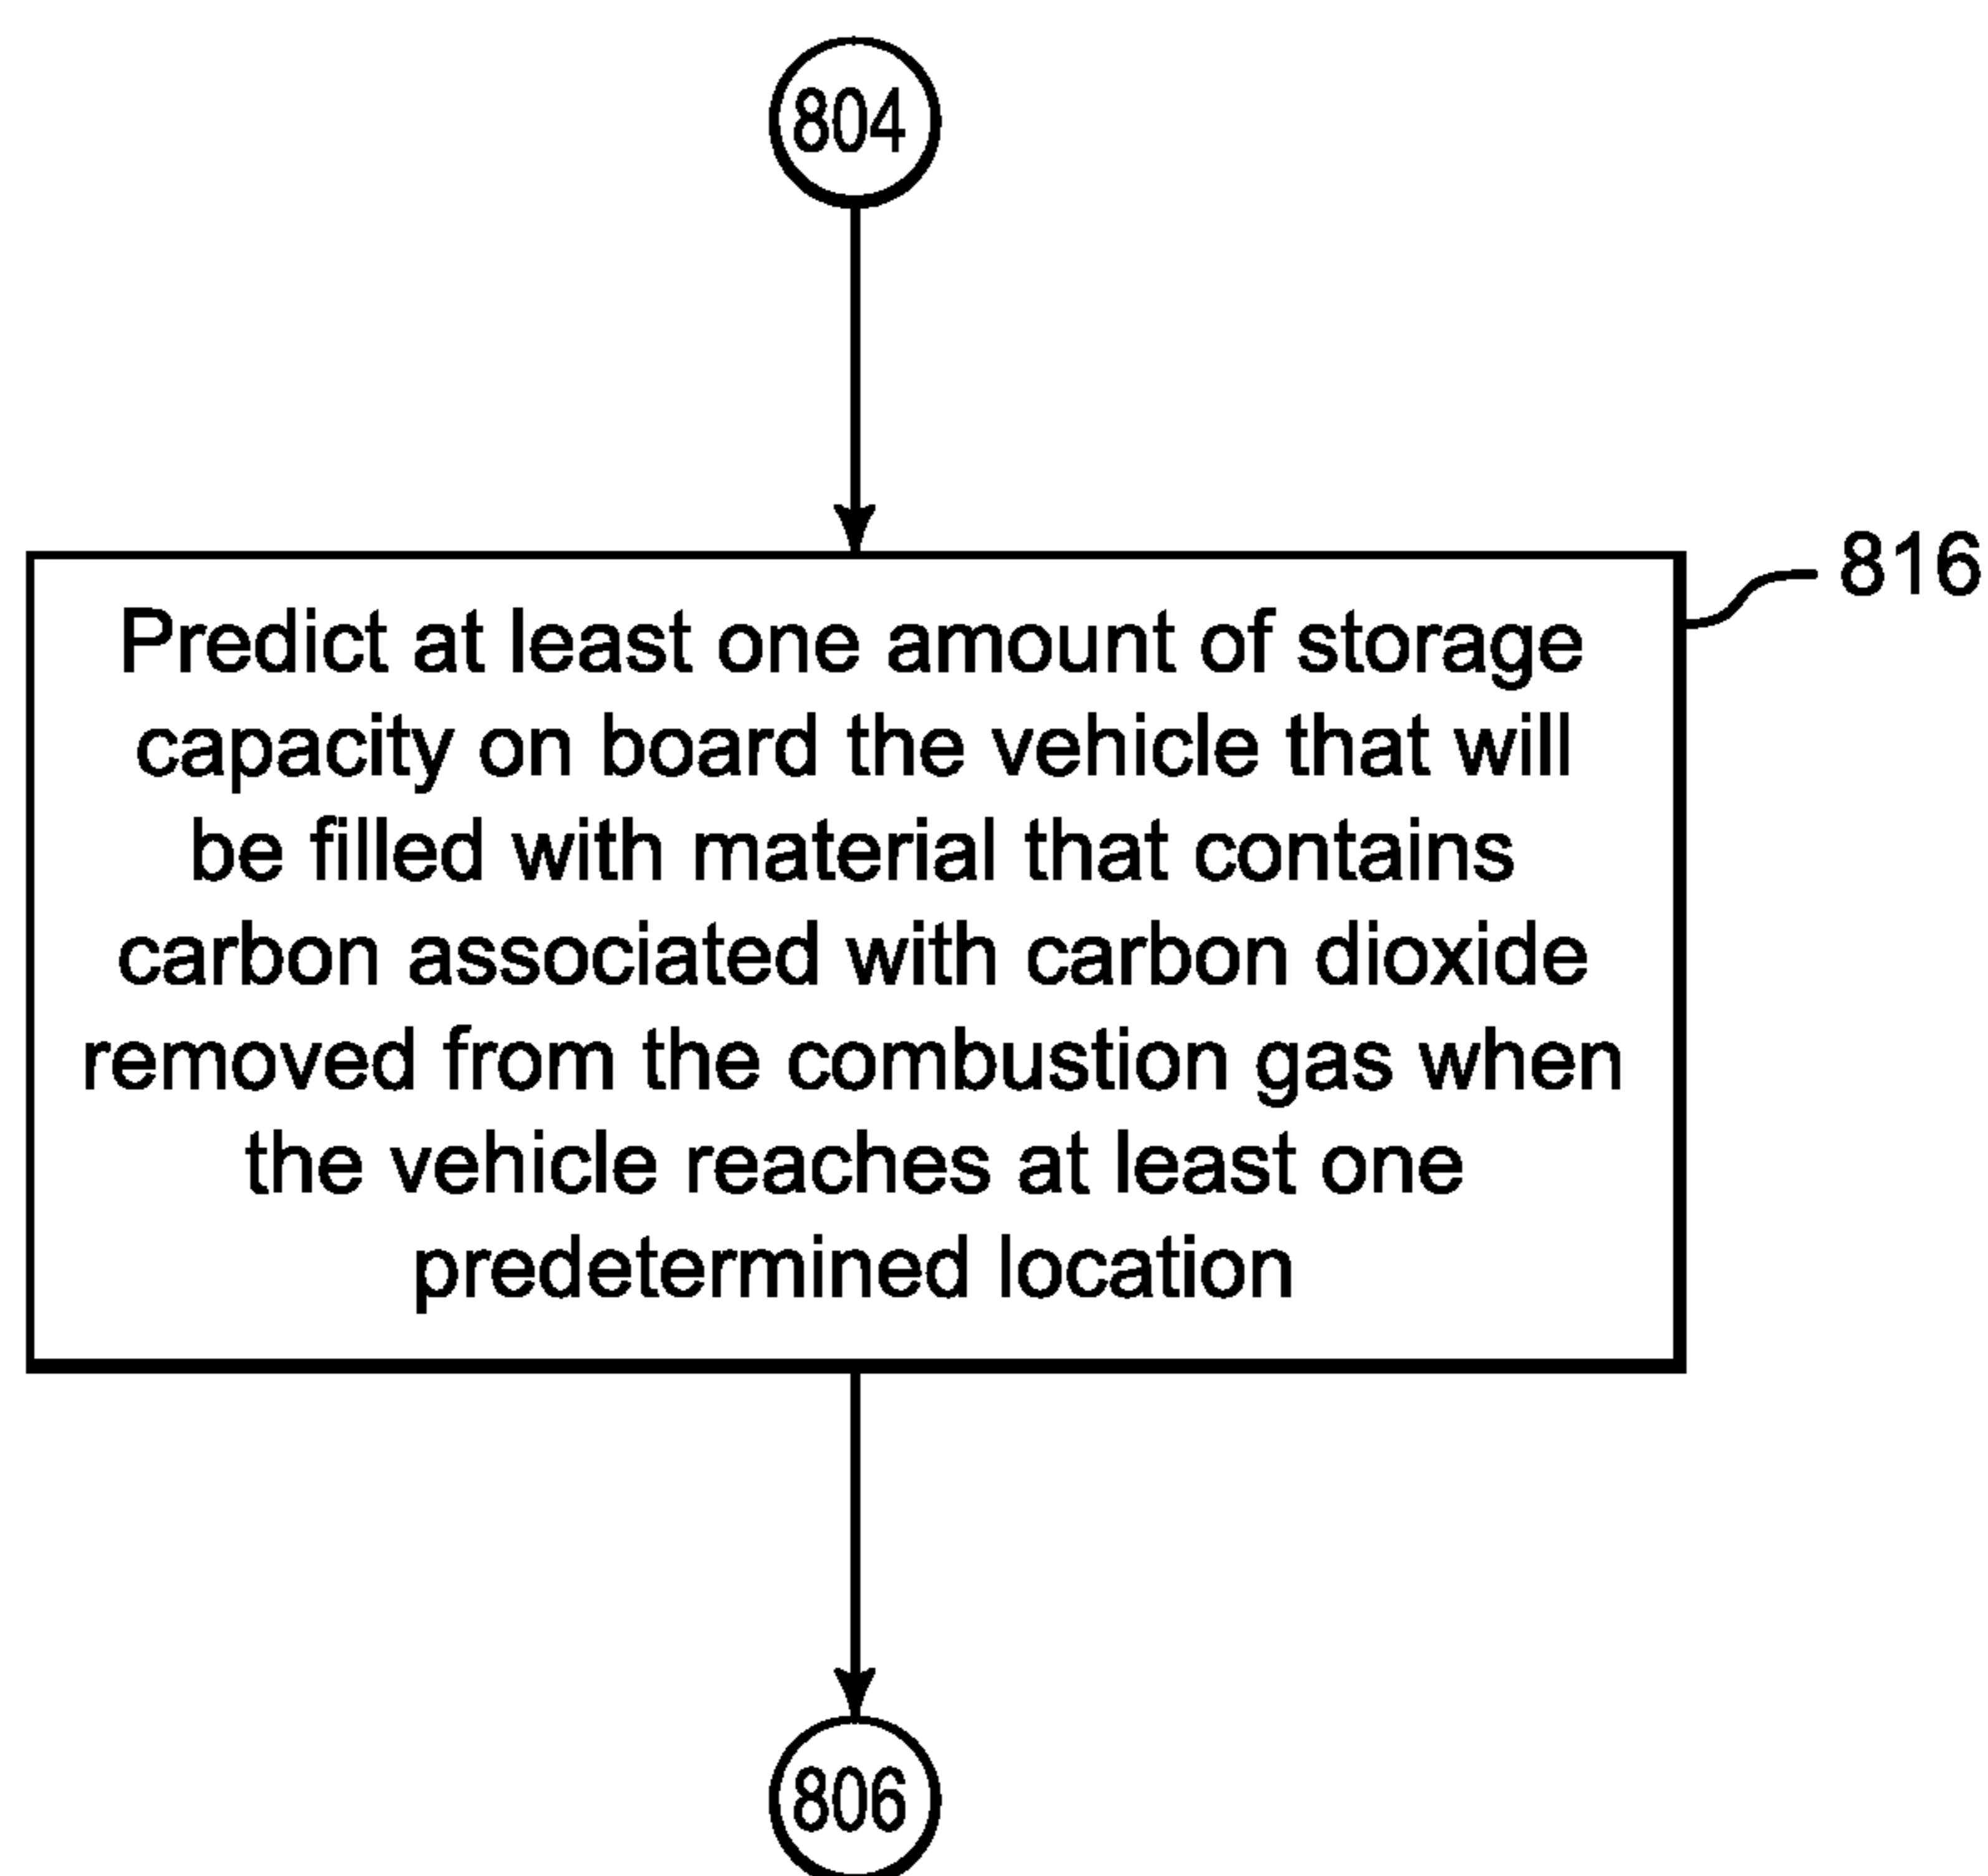 804
816
Predict at least one amount of storage
capacity on board the vehicle that will
be filled with material that contains
carbon associated with carbon dioxide
removed from the combustion gas when
the vehicle reaches at least one
predetermined location
806